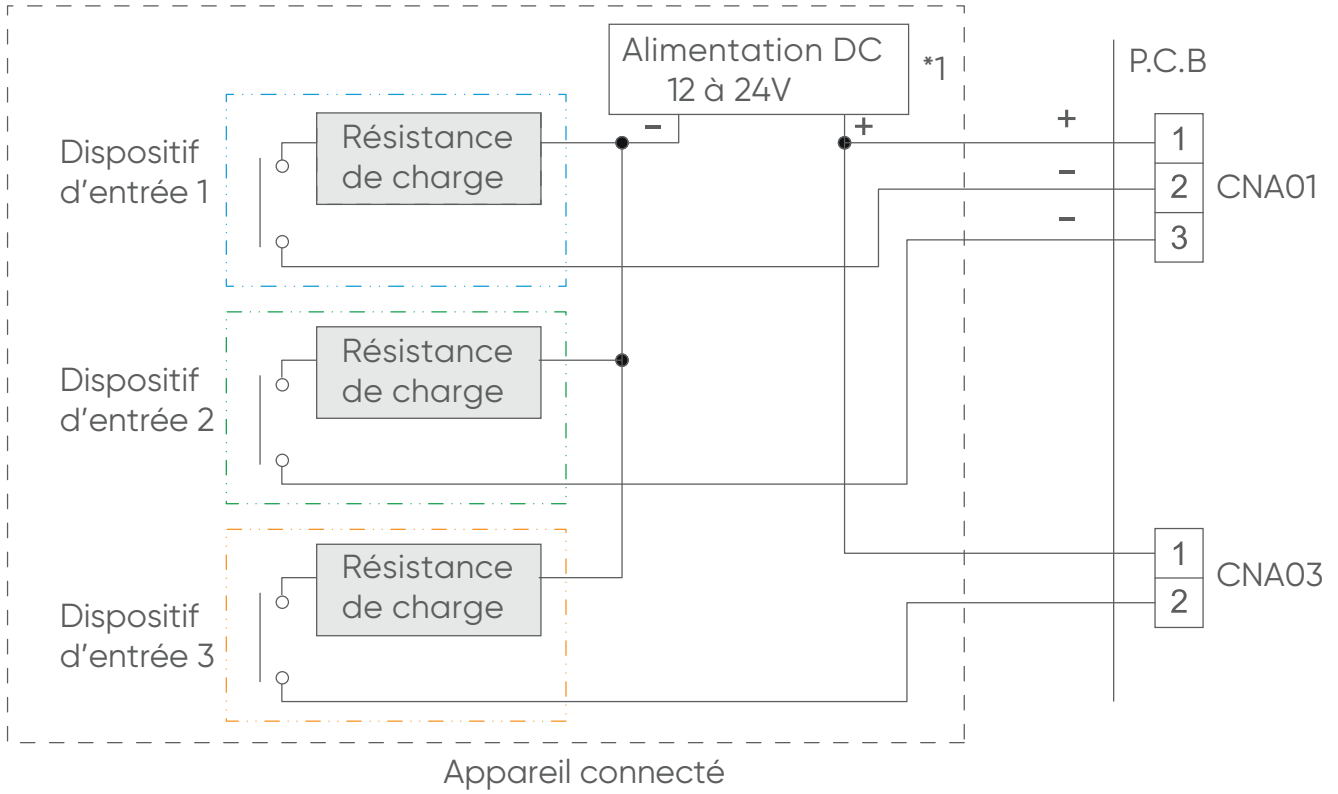 Alimentation DC
12 à 24V
*1
P.C.B
Dispositif
d'entrée 1
Résistance
de charge
-
+
+
-
-
1
2
3
CNA01
Dispositif
d'entrée 2
Résistance
de charge
Dispositif
d'entrée 3
Résistance
de charge
1
2
CNA03
Appareil connecté